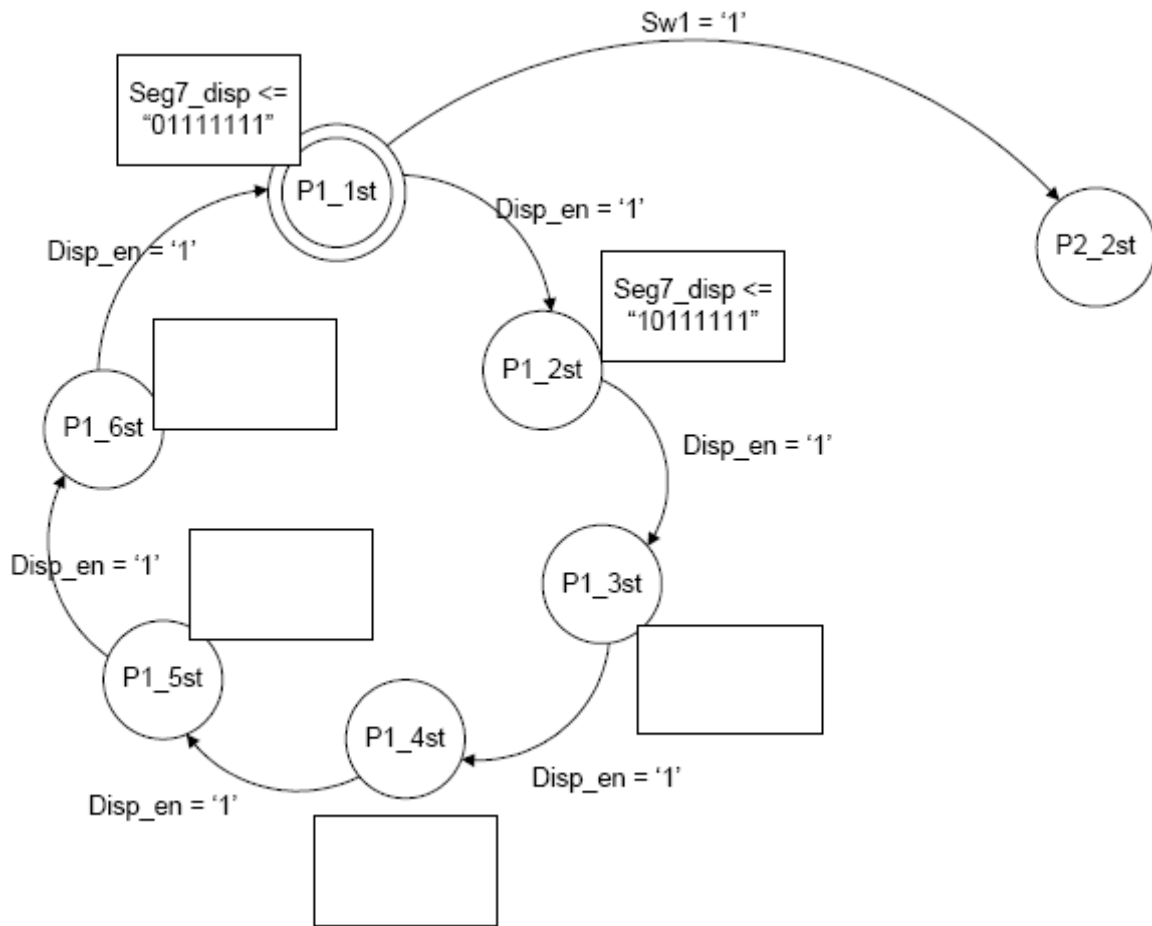 Sw1 = ‘1’
Seg7_disp <=
“01111111”
P1_1st
Disp_en = ‘1’
Disp_en = ‘1’
P2_2st
Seg7_disp <=
“10111111”
P1_2st
P1_6st
Disp_en = ‘1’
Disp_en = ‘1’
P1_3st
P1_5st
P1_4st
Disp_en = ‘1’
Disp_en = ‘1’